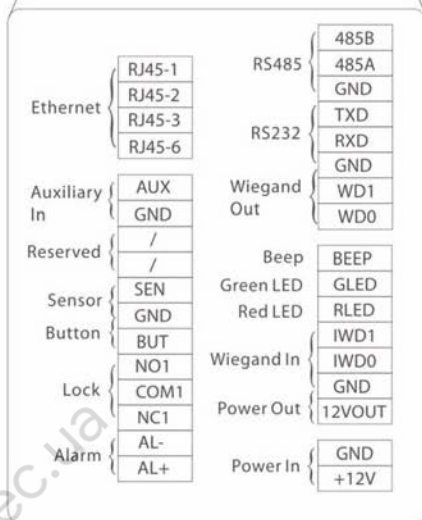 Ethernet
RJ45-1
RJ45-2
RJ45-3
RJ45-6
Auxiliary
In
AUX
GND
Reserved
/
/
Sensor
SEN
GND
Button
BUT
Lock
NO1
COM1
NC1
Alarm
AL-
AL+
RS485
485B
485A
GND
RS232
TXD
RXD
GND
Wiegand
Out
WD1
WD0
Beep
BEEP
Green LED
GLED
Red LED
RLED
Wiegand In
IWD1
IWD0
GND
Power Out
12VOUT
Power In
GND
+12V
ec.ua